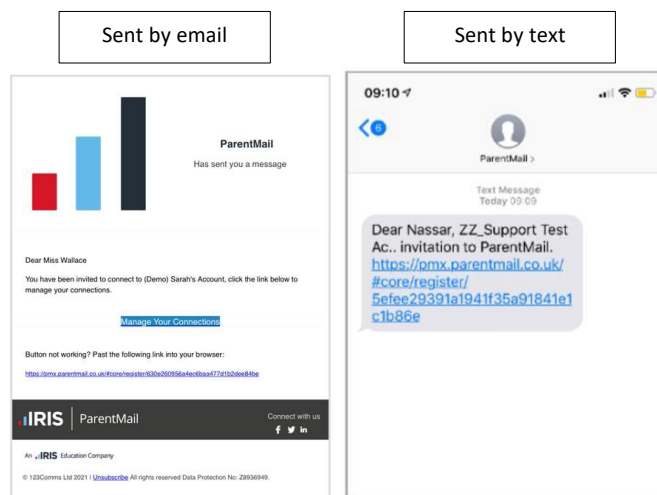 Sent by email
ParentMail
Has sent you a message
Dear Miss Wallace
You have been invited to connect to (Demo) Sarah's Account, click the link below to
manage your connections.
Manage Your Connections
Button not working? Past the following link into your browser:
https://pmx.parentmail.co.uk/#core/register/630e260956a4ec6baa477d1b2dee84be
IRIS ParentMail
Connect with us
An IRIS Education Company
© 123Comms Ltd 2021 | Unsubscribe All rights reserved Data Protection No: Z8936949.
Sent by text
09:10
6
ParentMail >
Text Message
Today 09:09
Dear Nassar, ZZ_Support Test
Ac.. invitation to ParentMail.
https://pmx.parentmail.co.uk/
#core/register/
5efee29391a1941f35a91841e1
c1b86e